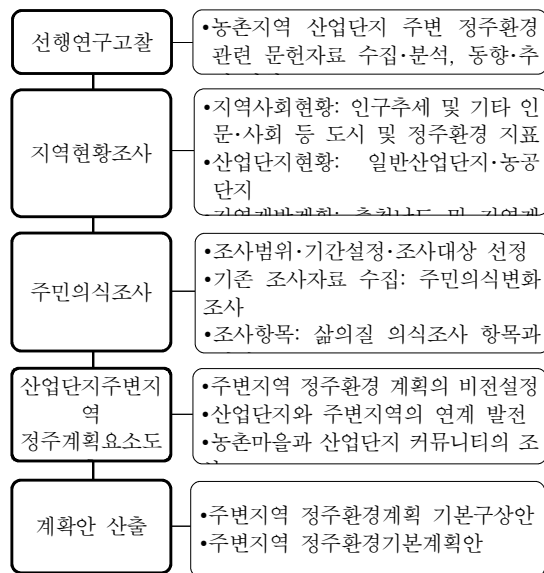 선행연구고찰
•농촌지역 산업단지 주변 정주환경
관련 문헌자료 수집·분석, 동향·추
지역현황조사
•지역사회현황: 인구추세 및 기타 인
문·사회 등 도시 및 정주환경 지표
•산업단지현황: 일반산업단지·농공
단지
주민의식조사
•조사범위·기간설정·조사대상 선정
•기존 조사자료 수집: 주민의식변화
조사
•조사항목: 삶의질 의식조사 항목과
산업단지주변지
역
정주계획요소도
•주변지역 정주환경 계획의 비전설정
•산업단지와 주변지역의 연계 발전
•농촌마을과 산업단지 커뮤니티의 조
계획안 산출
•주변지역 정주환경계획 기본구상안
•주변지역 정주환경기본계획안